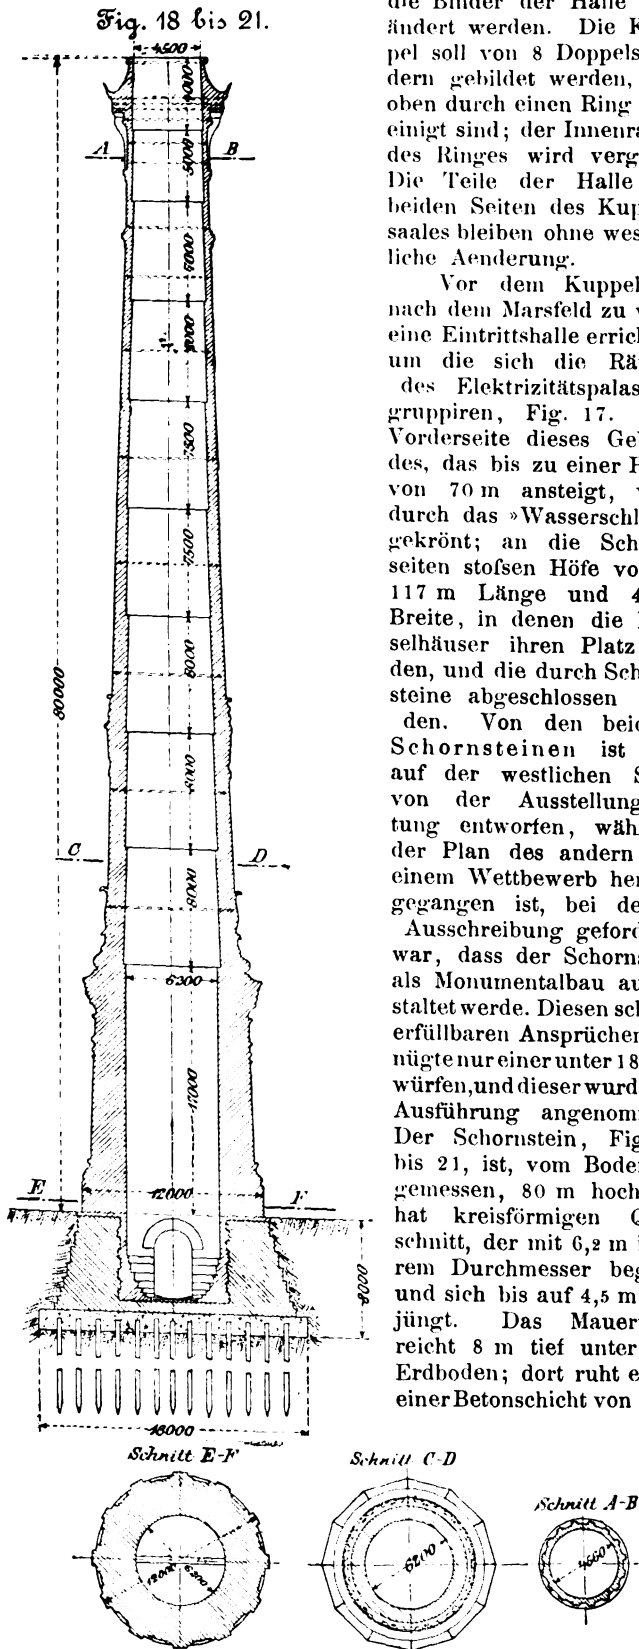 Fig. 18 bis 21.
4500
4000
A
B
5000
7000
7000
7500
7500
8000
8000
80000
C
D
8000
6200
17000
E
F
12000
8000
18000
die Binder der Halle
ändert werden. Die K
pel soll von 8 Doppels
dern gebildet werden,
oben durch einen Ring
einigt sind; der Innenra
des Ringes wird verg
Die Teile der Halle
beiden Seiten des Kup
saales bleiben ohne wes
liche Aenderung.
Vor dem Kuppel
nach dem Marsfeld zu
eine Eintrittshalle errich
um die sich die Rä
des Elektrizitätspalas
gruppiren, Fig. 17.
Vorderseite dieses Ge
des, das bis zu einer H
von 70 m ansteigt,
durch das »Wasserschl
gekrönt; an die Sch
seiten stofsen Höfe vo
117 m Länge und 4
Breite, in denen die
selhäuser ihren Platz
den, und die durch Sch
steine abgeschlossen
den. Von den beid
Schornsteinen ist
auf der westlichen S
von der Ausstellung
tung entworfen, wäh
der Plan des andern
einem Wettbewerb her
gegangen ist, bei de
Ausschreibung geford
war, dass der Schorns
als Monumentalbau au
staltet werde. Diesen sch
erfüllbaren Ansprüchen
nügte nur einer unter 18
würfen, und dieser wurd
Ausführung angenom
Der Schornstein, Fig
bis 21, ist, vom Boden
gemessen, 80 m hoch
hat kreisförmigen Q
schnitt, der mit 6,2 m i
rem Durchmesser beg
und sich bis auf 4,5 m
jüngt. Das Mauer
reicht 8 m tief unter
Erdboden; dort ruht e
einer Betonschicht von
Schnitt E-F
12000
6200
Schnitt C-D
6200
Schnitt A-B